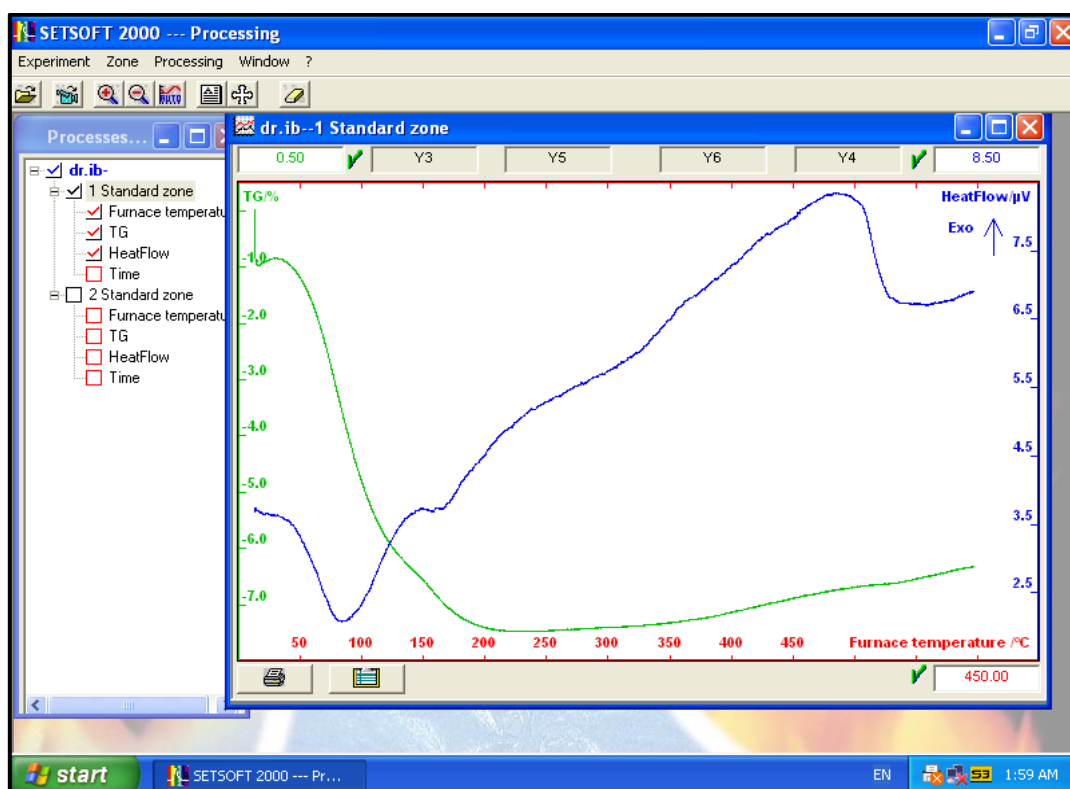 SETSOFT 2000 --- Processing
Experiment Zone Processing Window ?
AUTO
Processes...
dr.ib--1 Standard zone
0.50 Y3 Y5 Y6 Y4 8.50
dr.ib-
1 Standard zone
Furnace temperatu
TG
HeatFlow
Time
2 Standard zone
Furnace temperatu
TG
HeatFlow
Time
TG/%
-1.0
-2.0
-3.0
-4.0
-5.0
-6.0
-7.0
HeatFlow/µV
Exo
7.5
6.5
5.5
4.5
3.5
2.5
50 100 150 200 250 300 350 400 450 Furnace temperature /°C
450.00
start SETSOFT 2000 --- Pr... EN S3 1:59 AM